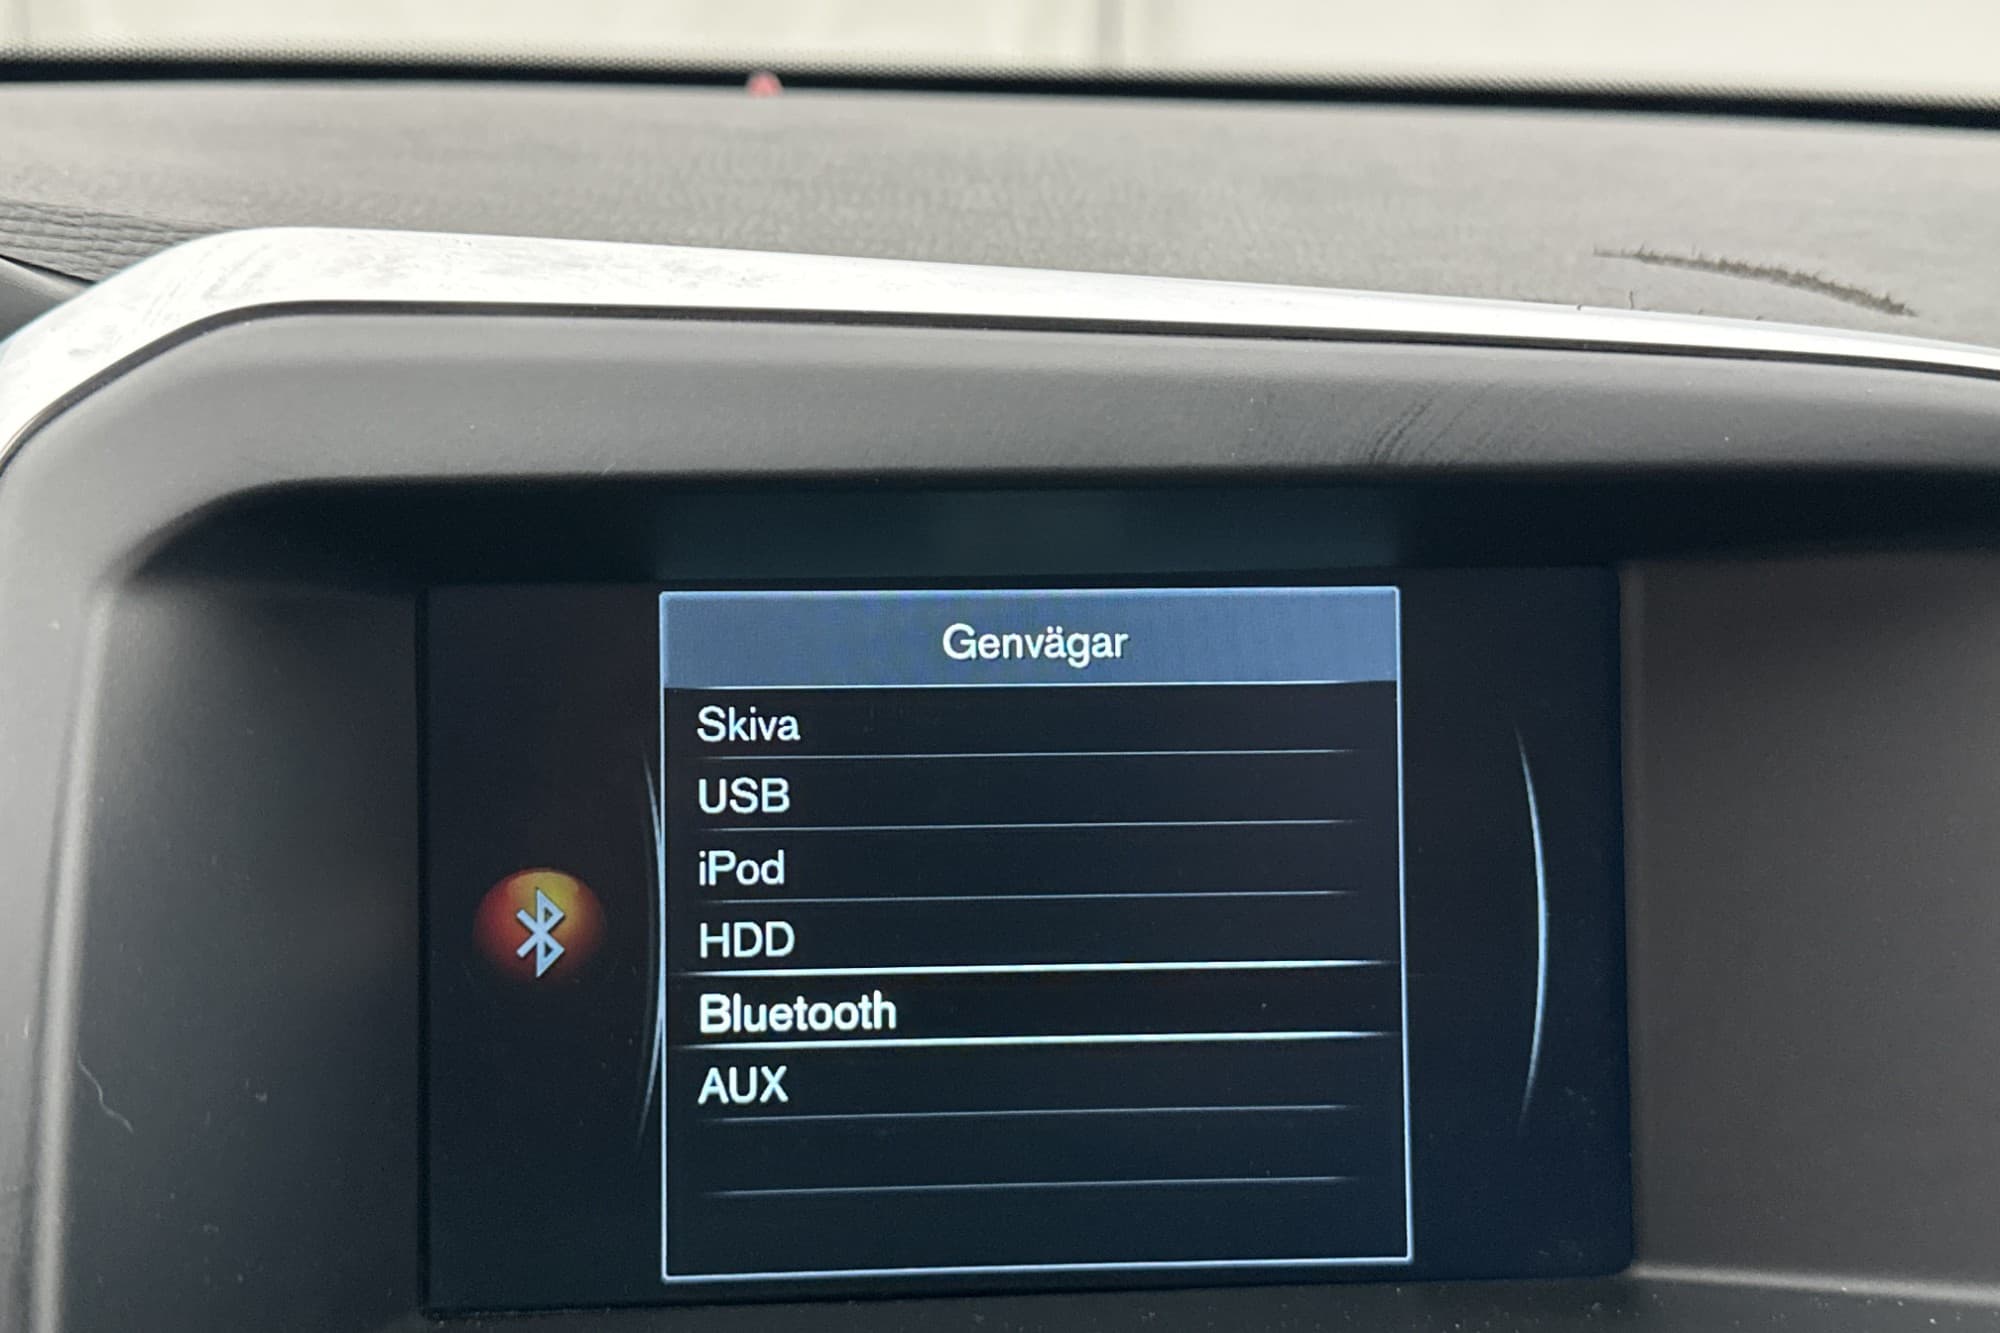 Genvägar
Skiva
USB
iPod
HDD
Bluetooth
AUX